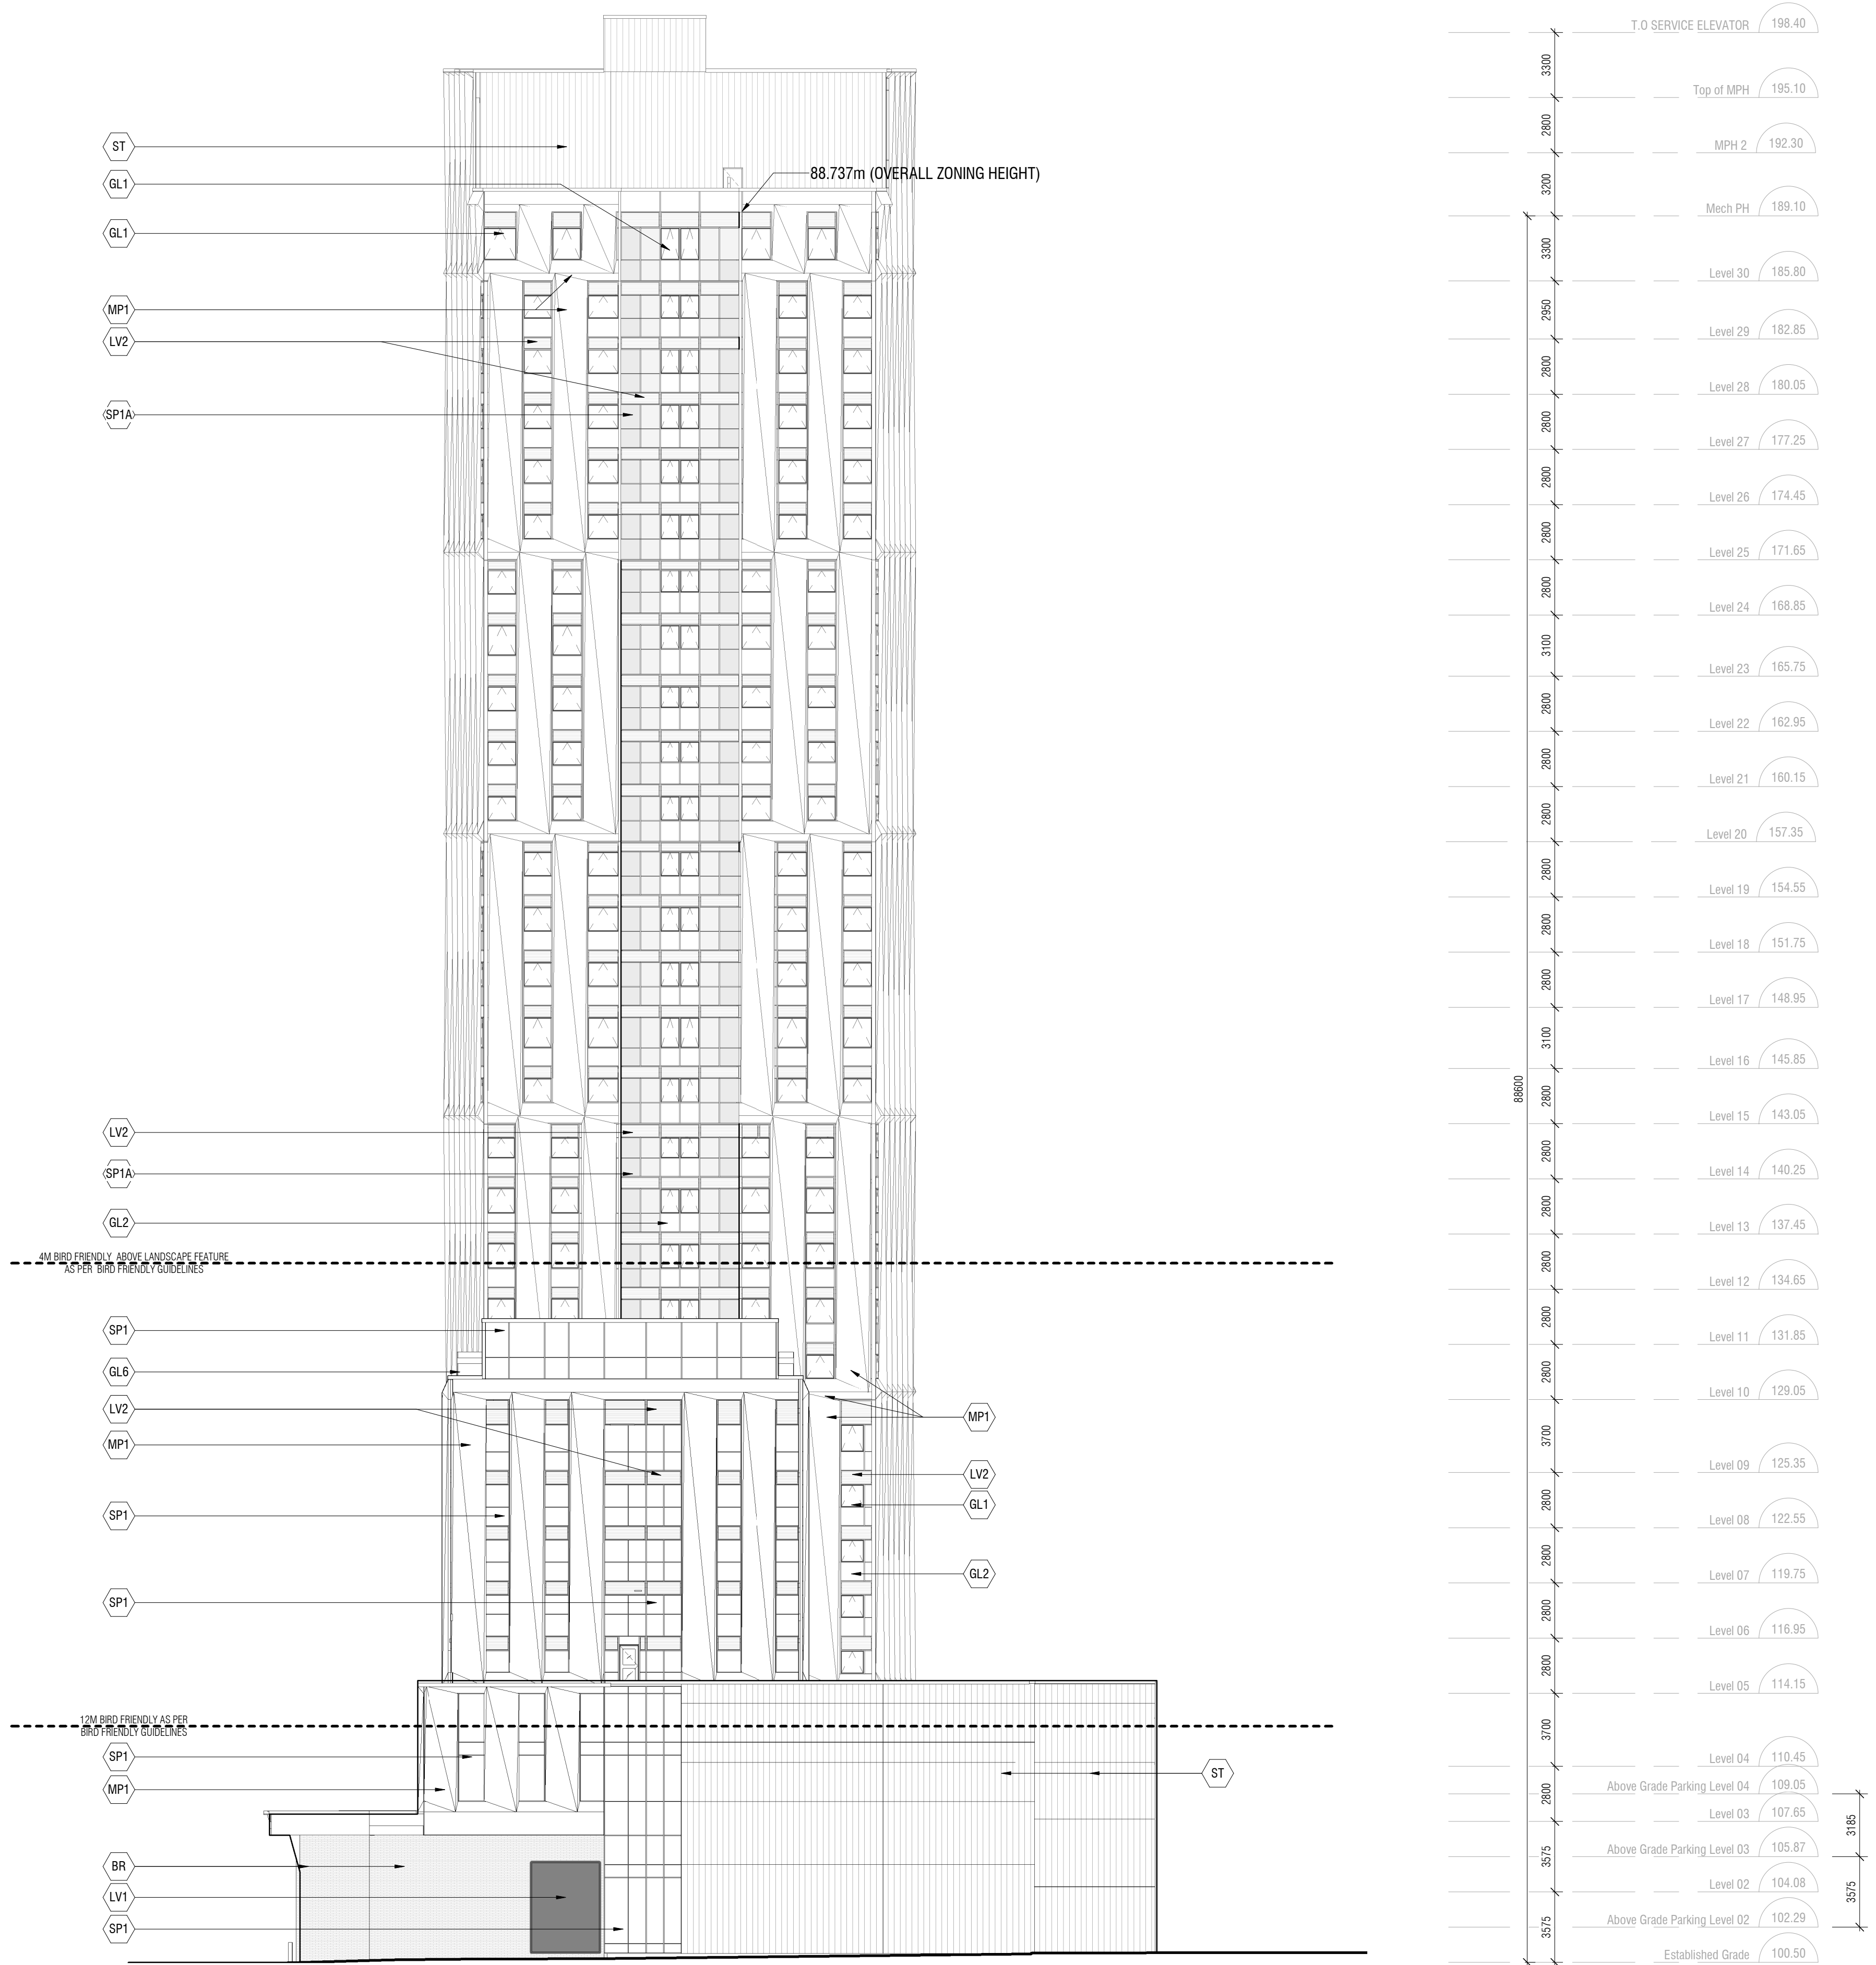 T.O SERVICE ELEVATOR 198.40
3300
Top of MPH 195.10
2800
MPH 2 192.30
3200
Mech PH 189.10
3300
Level 30 185.80
2950
Level 29 182.85
2800
Level 28 180.05
2800
Level 27 177.25
2800
Level 26 174.45
2800
Level 25 171.65
2800
Level 24 168.85
3100
Level 23 165.75
2800
Level 22 162.95
2800
Level 21 160.15
2800
Level 20 157.35
2800
Level 19 154.55
2800
Level 18 151.75
2800
Level 17 148.95
3100
Level 16 145.85
88600
2800
Level 15 143.05
2800
Level 14 140.25
2800
Level 13 137.45
2800
Level 12 134.65
2800
Level 11 131.85
2800
Level 10 129.05
3700
Level 09 125.35
2800
Level 08 122.55
2800
Level 07 119.75
2800
Level 06 116.95
2800
Level 05 114.15
3700
Level 04 110.45
2800
Above Grade Parking Level 04 109.05
Level 03 107.65
3185
3575
Above Grade Parking Level 03 105.87
Level 02 104.08
3575
3575
Above Grade Parking Level 02 102.29
Established Grade 100.50
ST
88.737m (OVERALL ZONING HEIGHT)
GL1
GL1
MP1
LV2
SP1A
LV2
SP1A
GL2
4M BIRD FRIENDLY ABOVE LANDSCAPE FEATURE
AS PER BIRD FRIENDLY GUIDELINES
SP1
GL6
LV2
MP1
MP1
LV2
GL1
SP1
GL2
SP1
12M BIRD FRIENDLY AS PER
BIRD FRIENDLY GUIDELINES
SP1
ST
MP1
BR
LV1
SP1